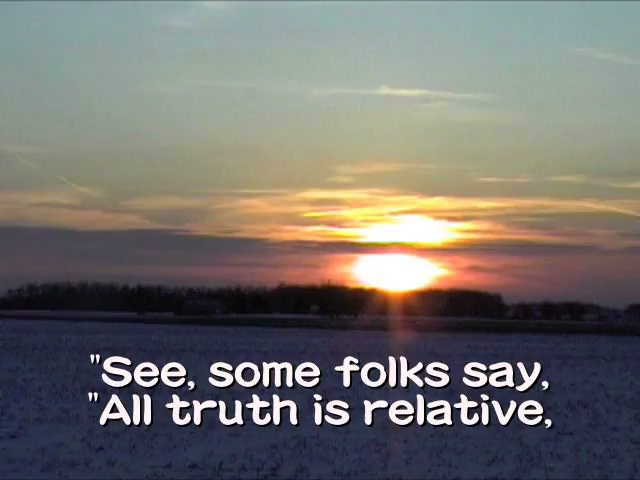 "See, some folks say,
"All truth is relative,